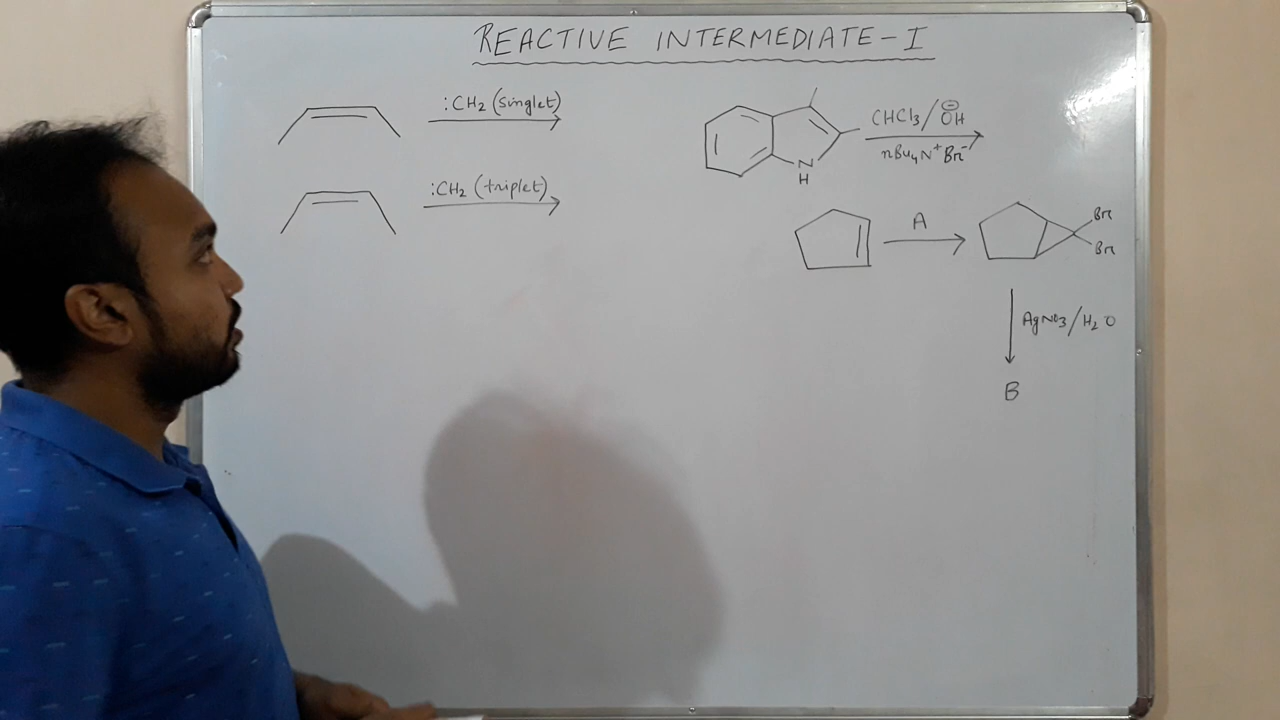 REACTIVE INTERMEDIATE-I
:CH2 (singlet)
:CH2 (triplet)
N
H
CHCl3/⊖OH
nBu4N+Br-
A
Br
Br
AgNO3/H2O
B